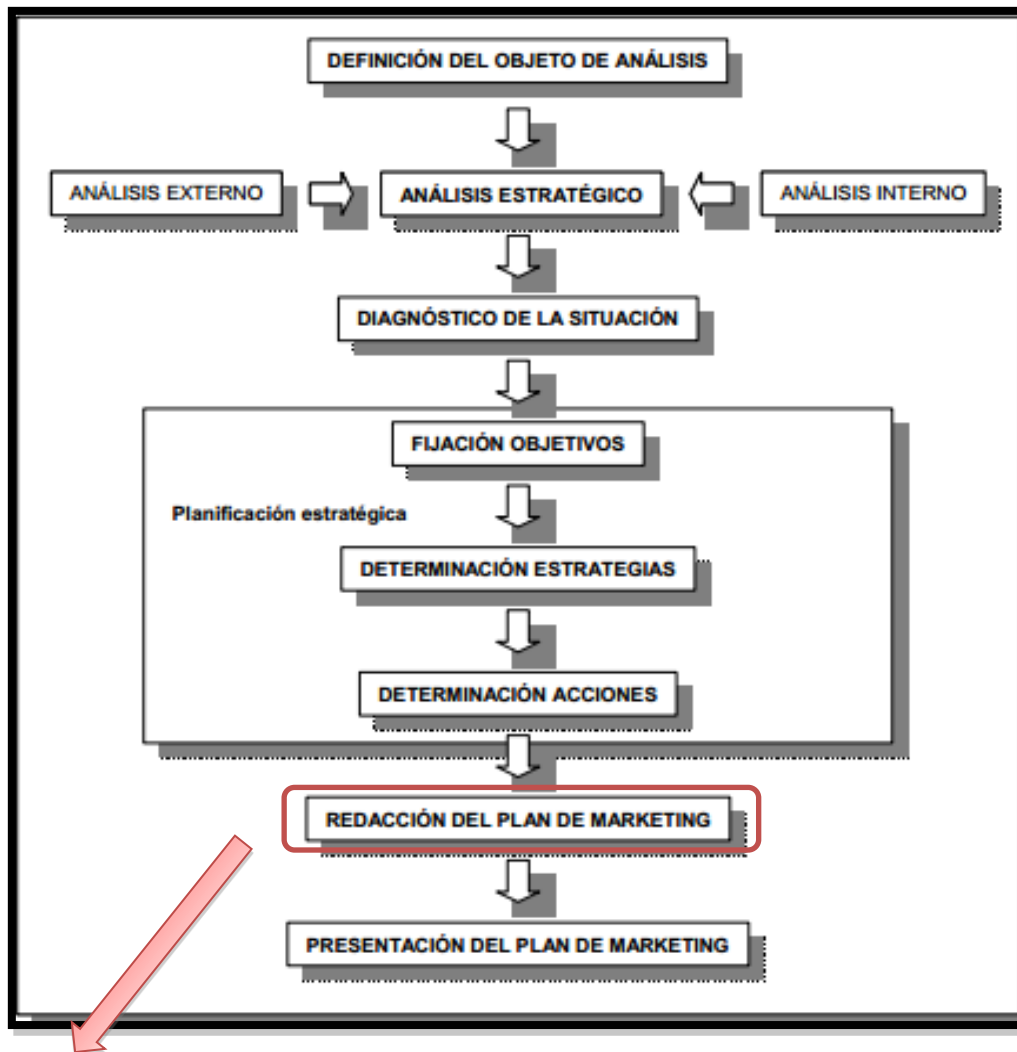 DEFINICIÓN DEL OBJETO DE ANÁLISIS
ANÁLISIS EXTERNO
ANÁLISIS ESTRATÉGICO
ANÁLISIS INTERNO
DIAGNÓSTICO DE LA SITUACIÓN
FIJACIÓN OBJETIVOS
Planificación estratégica
DETERMINACIÓN ESTRATEGIAS
DETERMINACIÓN ACCIONES
REDACCIÓN DEL PLAN DE MARKETING
PRESENTACIÓN DEL PLAN DE MARKETING